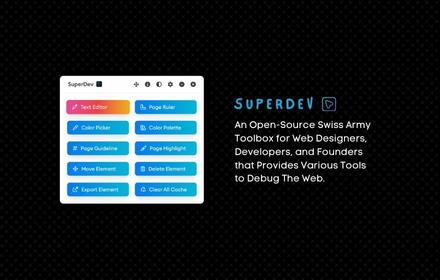 SuperDev
Text Editor
Page Ruler
Color Picker
Color Palette
Page Guideline
Page Highlight
Move Element
Delete Element
Export Element
Clear All Cache
SUPERDEV
An Open-Source Swiss Army
Toolbox for Web Designers,
Developers, and Founders
that Provides Various Tools
to Debug The Web.